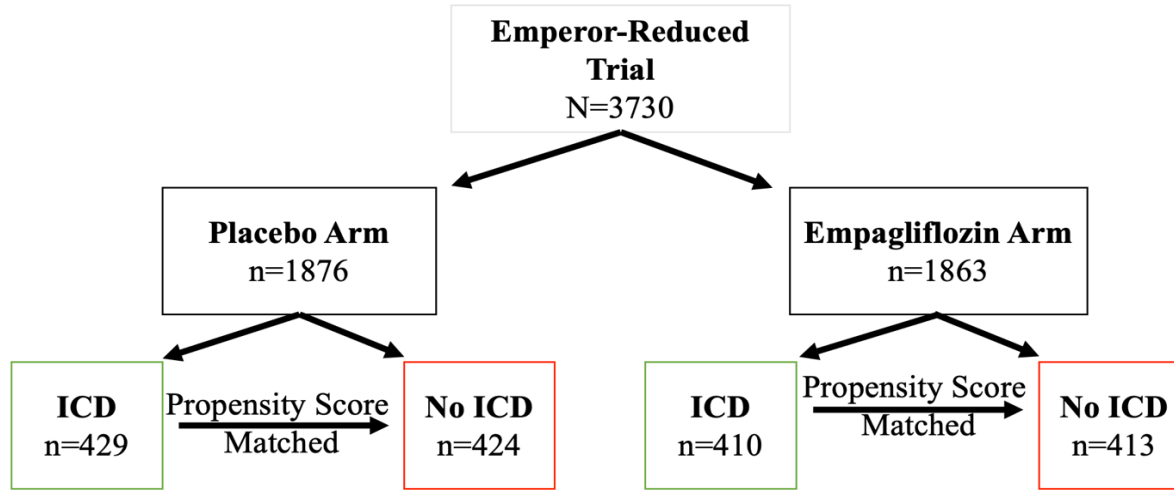 Emperor-Reduced
Trial
N=3730
Placebo Arm
n=1876
Empagliflozin Arm
n=1863
ICD
n=429
Propensity Score
Matched
No ICD
n=424
ICD
n=410
Propensity Score
Matched
No ICD
n=413